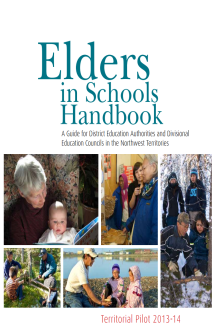 Elders
in Schools
Handbook
A Guide for District Education Authorities and Divisional
Education Councils in the Northwest Territories
Territorial Pilot 2013-14